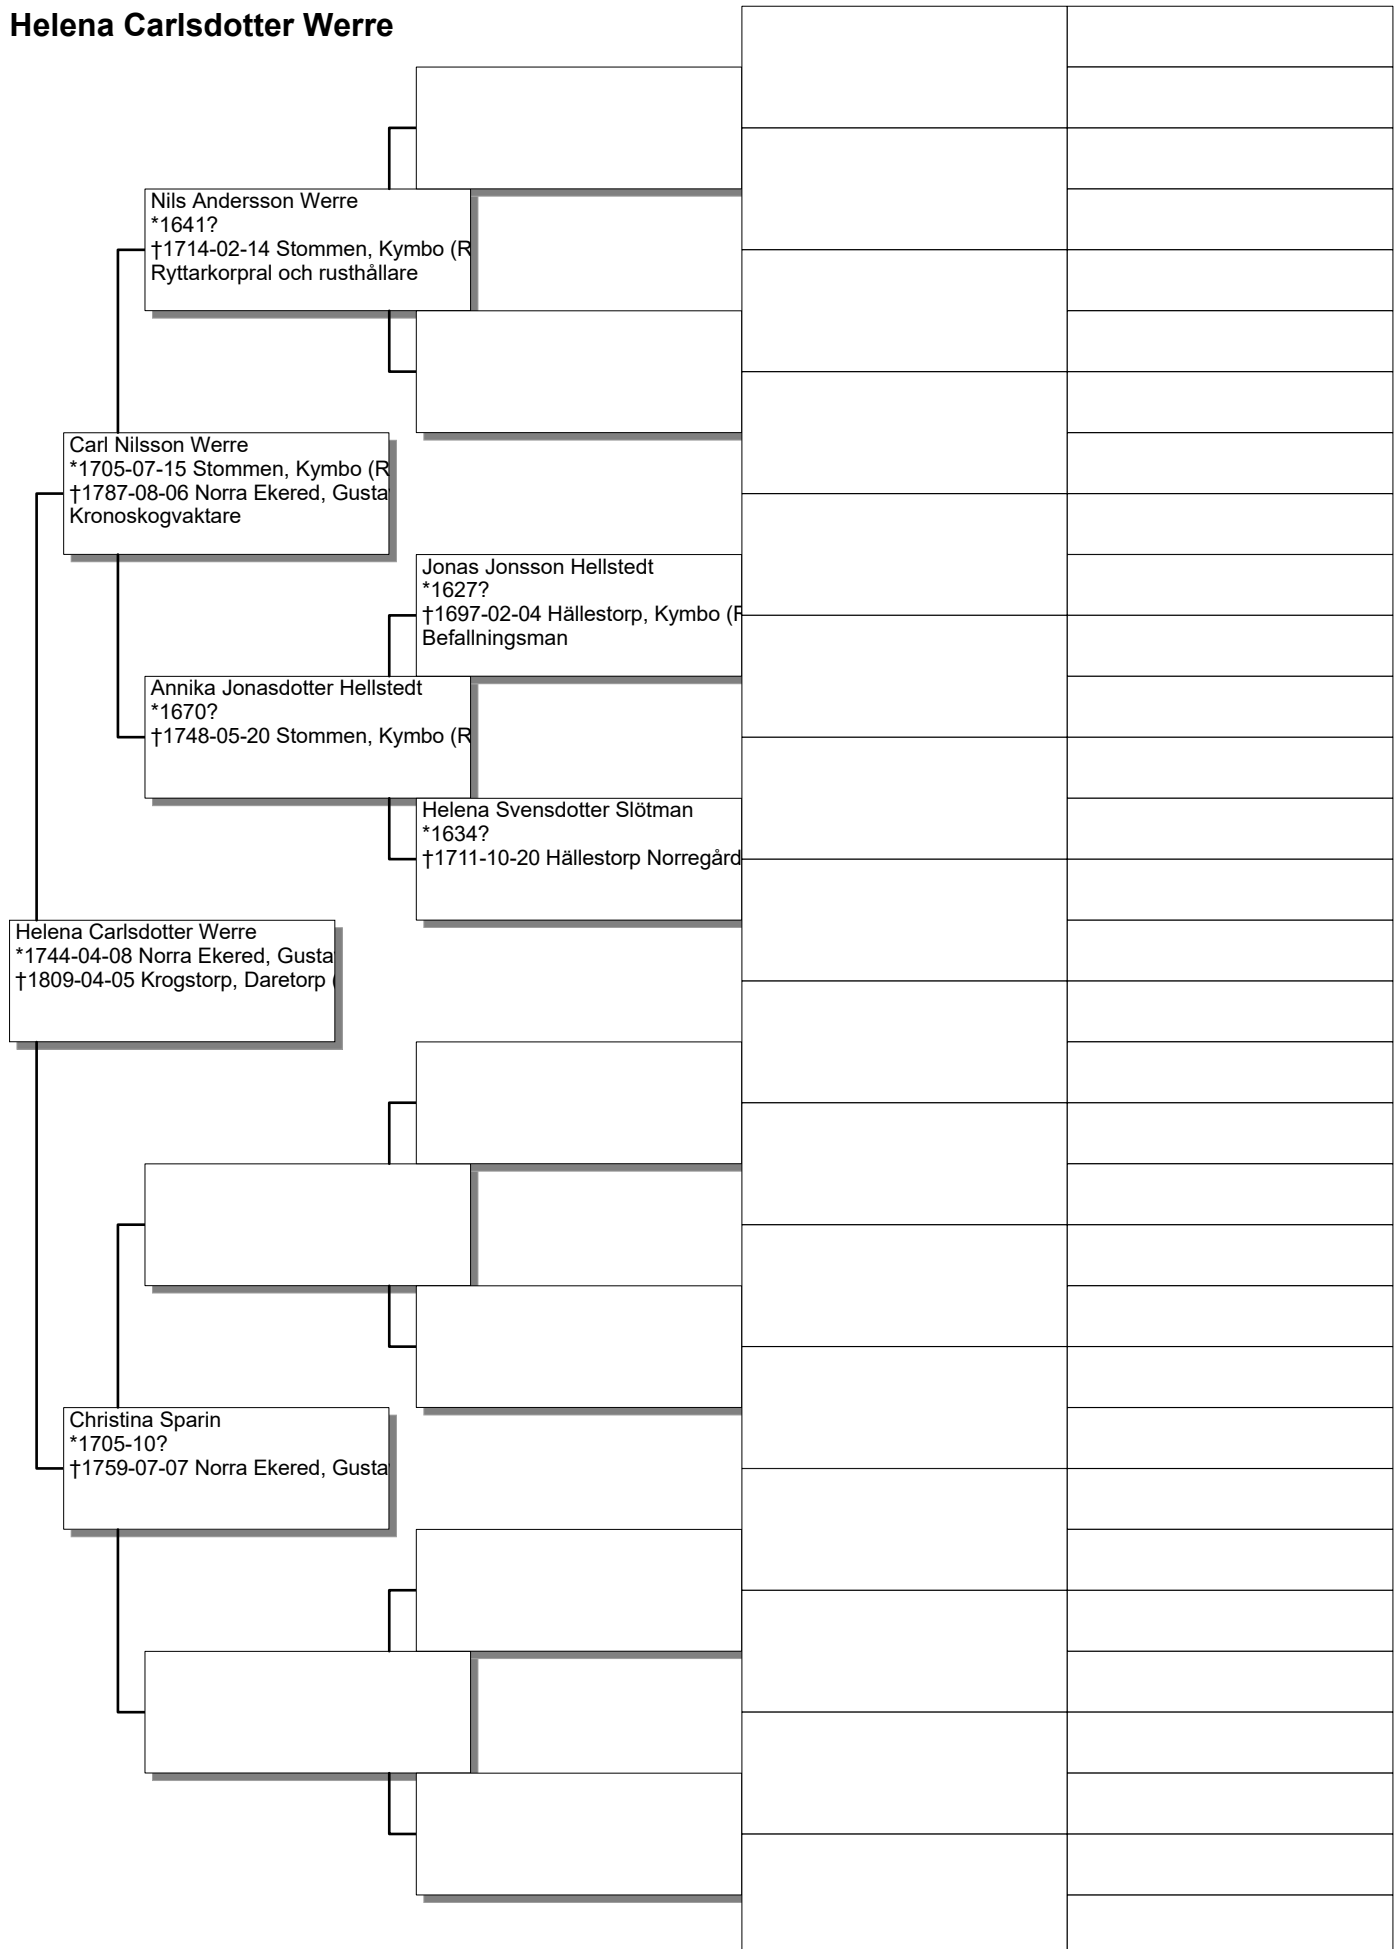 Helena Carlsdotter Werre
Nils Andersson Werre
*1641?
†1714-02-14 Stommen, Kymbo (R
Ryttarkorpral och rusthållare
Carl Nilsson Werre
*1705-07-15 Stommen, Kymbo (R
†1787-08-06 Norra Ekered, Gusta
Kronoskogvaktare
Jonas Jonsson Hellstedt
*1627?
†1697-02-04 Hällestorp, Kymbo (R
Befallningsman
Annika Jonasdotter Hellstedt
*1670?
†1748-05-20 Stommen, Kymbo (R
Helena Svensdotter Slötman
*1634?
†1711-10-20 Hällestorp Norregård
Helena Carlsdotter Werre
*1744-04-08 Norra Ekered, Gusta
†1809-04-05 Krogstorp, Daretorp (
Christina Sparin
*1705-10?
†1759-07-07 Norra Ekered, Gusta